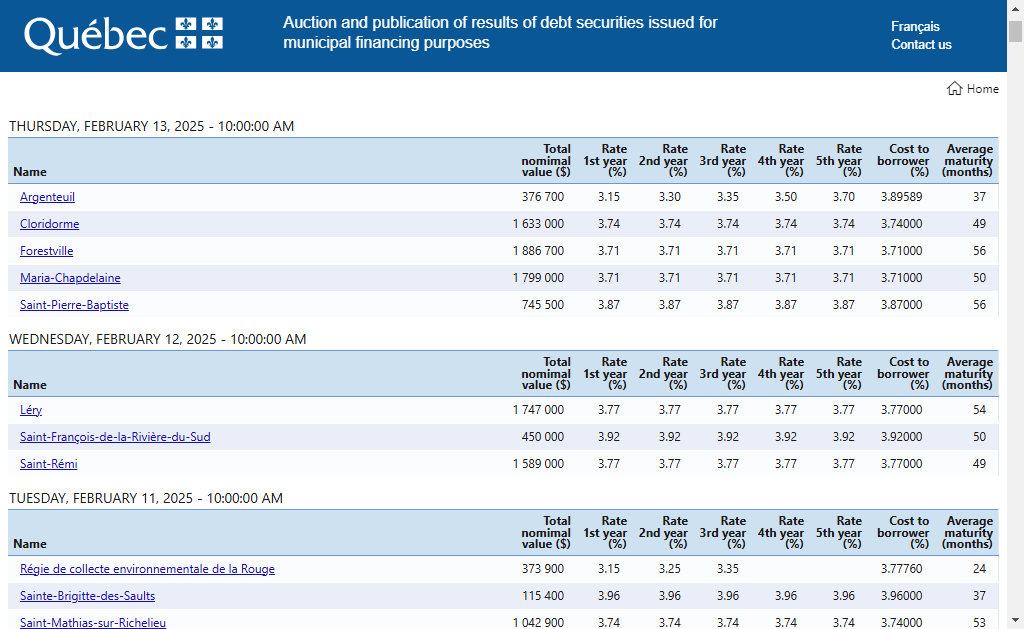 Québec
Auction and publication of results of debt securities issued for
municipal financing purposes
Français
Contact us
Home
THURSDAY, FEBRUARY 13, 2025 - 10:00:00 AM
Name Total nomimal value ($) Rate 1st year (%) Rate 2nd year (%) Rate 3rd year (%) Rate 4th year (%) Rate 5th year (%) Cost to borrower (%) Average maturity (months)
Argenteuil 376 700 3.15 3.30 3.35 3.50 3.70 3.89589 37
Cloridorme 1 633 000 3.74 3.74 3.74 3.74 3.74 3.74000 49
Forestville 1 886 700 3.71 3.71 3.71 3.71 3.71 3.71000 56
Maria-Chapdelaine 1 799 000 3.71 3.71 3.71 3.71 3.71 3.71000 50
Saint-Pierre-Baptiste 745 500 3.87 3.87 3.87 3.87 3.87 3.87000 56
WEDNESDAY, FEBRUARY 12, 2025 - 10:00:00 AM
Name Total nomimal value ($) Rate 1st year (%) Rate 2nd year (%) Rate 3rd year (%) Rate 4th year (%) Rate 5th year (%) Cost to borrower (%) Average maturity (months)
Léry 1 747 000 3.77 3.77 3.77 3.77 3.77 3.77000 54
Saint-François-de-la-Rivière-du-Sud 450 000 3.92 3.92 3.92 3.92 3.92 3.92000 50
Saint-Rémi 1 589 000 3.77 3.77 3.77 3.77 3.77 3.77000 49
TUESDAY, FEBRUARY 11, 2025 - 10:00:00 AM
Name Total nomimal value ($) Rate 1st year (%) Rate 2nd year (%) Rate 3rd year (%) Rate 4th year (%) Rate 5th year (%) Cost to borrower (%) Average maturity (months)
Régie de collecte environnementale de la Rouge 373 900 3.15 3.25 3.35 3.77760 24
Sainte-Brigitte-des-Saults 115 400 3.96 3.96 3.96 3.96 3.96 3.96000 37
Saint-Mathias-sur-Richelieu 1 042 900 3.74 3.74 3.74 3.74 3.74 3.74000 53